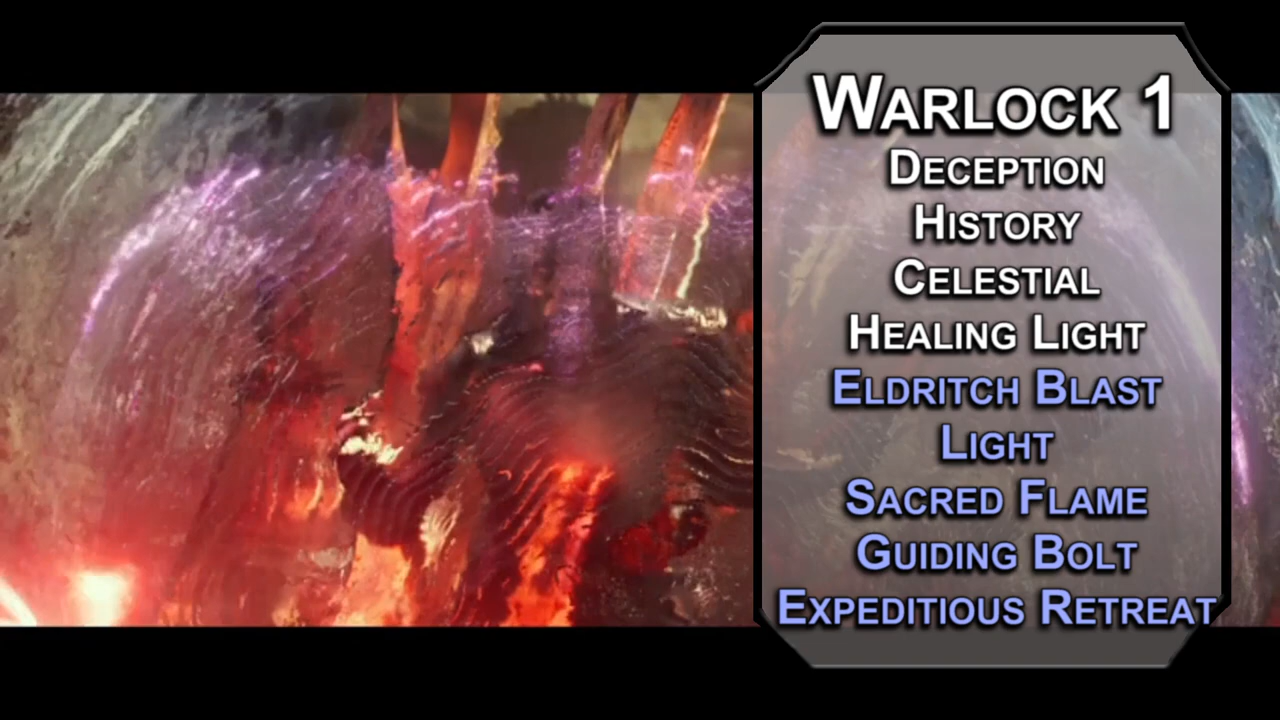 Warlock 1
Deception
History
Celestial
Healing Light
Eldritch Blast
Light
Sacred Flame
Guiding Bolt
Expeditious Retreat